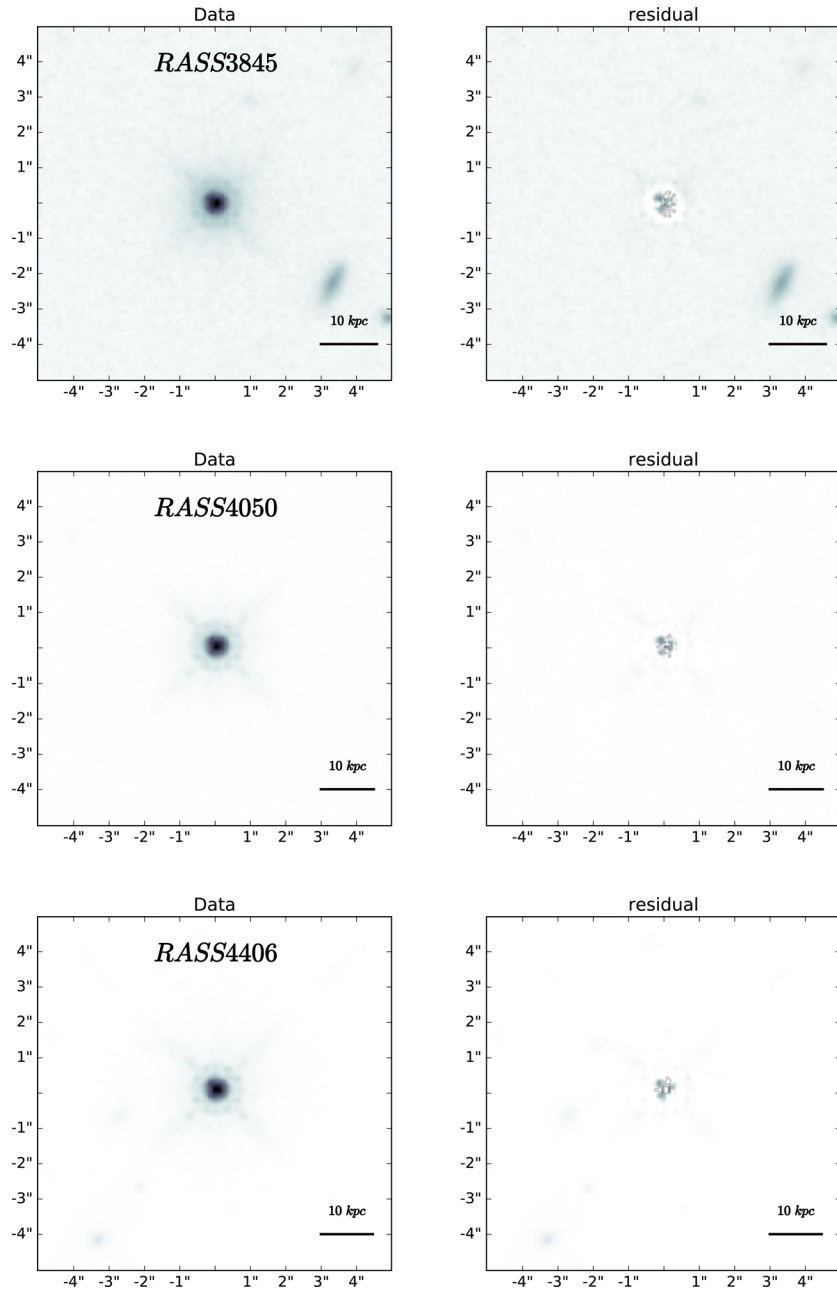 Data residual
RASS3845
4" 4"
3" 3"
2" 2"
1" 1"
-1" -1"
-2" -2"
-3" -3"
10 kpc 10 kpc
-4" -4"
-4" -3" -2" -1" 1" 2" 3" 4" -4" -3" -2" -1" 1" 2" 3" 4"
Data residual
RASS4050
4" 4"
3" 3"
2" 2"
1" 1"
-1" -1"
-2" -2"
-3" -3"
10 kpc 10 kpc
-4" -4"
-4" -3" -2" -1" 1" 2" 3" 4" -4" -3" -2" -1" 1" 2" 3" 4"
Data residual
RASS4406
4" 4"
3" 3"
2" 2"
1" 1"
-1" -1"
-2" -2"
-3" -3"
10 kpc 10 kpc
-4" -4"
-4" -3" -2" -1" 1" 2" 3" 4" -4" -3" -2" -1" 1" 2" 3" 4"